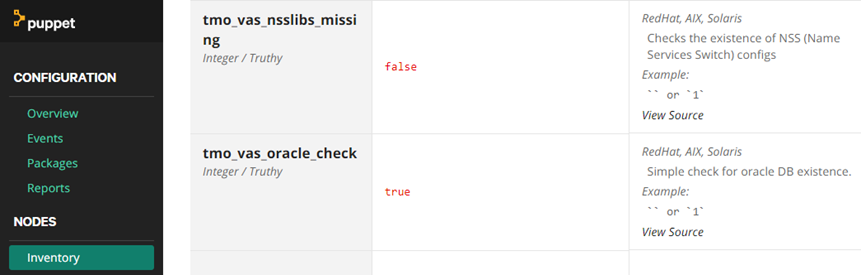 puppet
CONFIGURATION
Overview
Events
Packages
Reports
NODES
Inventory
tmo_vas_nsslibs_missi
ng
Integer / Truthy
false
RedHat, AIX, Solaris
Checks the existence of NSS (Name
Services Switch) configs
Example:
`` or `1`
View Source
tmo_vas_oracle_check
Integer / Truthy
true
RedHat, AIX, Solaris
Simple check for oracle DB existence.
Example:
`` or `1`
View Source